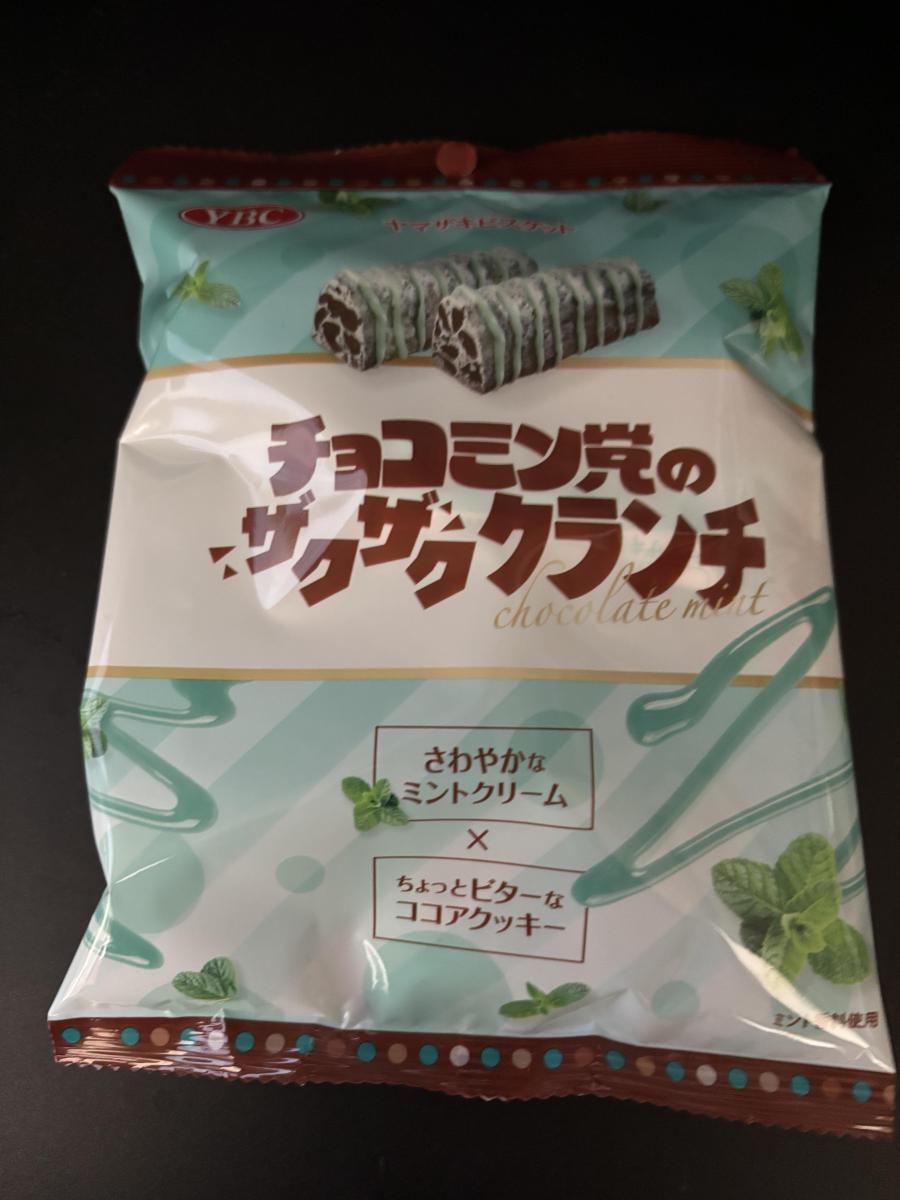 YBC
ヤマザキビスケット
チョコミン党の
ザクザククランチ
chocolate mint
さわやかな
ミントクリーム
×
ちょっとビターな
ココアクッキー
ミント香料使用